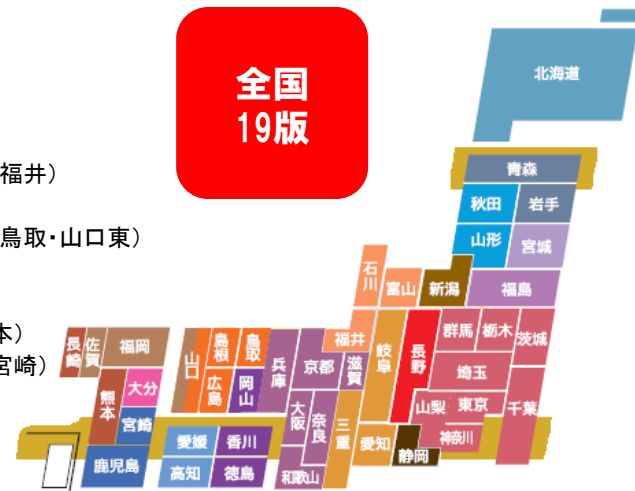 全国
19版
福井）
鳥取・山口東）
本）
宮崎）
北海道
青森
秋田
岩手
山形
宮城
石川
富山
新潟
福島
福井
岐阜
長野
群馬
栃木
茨城
埼玉
山梨
東京
千葉
神奈川
静岡
愛知
三重
滋賀
京都
兵庫
大阪
奈良
和歌山
鳥取
島根
岡山
広島
山口
愛媛
香川
高知
徳島
福岡
佐賀
長崎
熊本
大分
宮崎
鹿児島